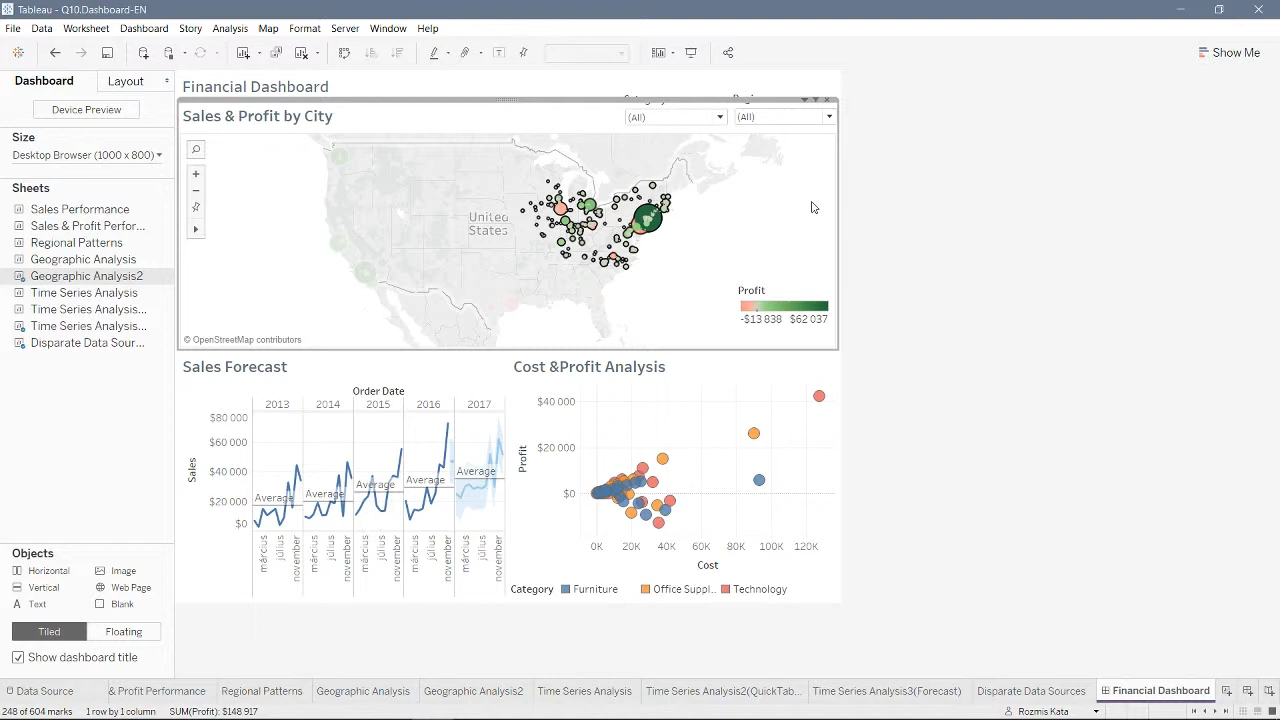 Tableau - Q10.Dashboard-EN
File Data Worksheet Dashboard Story Analysis Map Format Server Window Help
Show Me
Dashboard Layout
Device Preview
Size
Desktop Browser (1000 x 800)
Sheets
Sales Performance
Sales & Profit Perfor...
Regional Patterns
Geographic Analysis
Geographic Analysis2
Time Series Analysis
Time Series Analysis...
Time Series Analysis...
Disparate Data Sour...
Objects
Horizontal Image
Vertical Web Page
Text Blank
Tiled Floating
Show dashboard title
Financial Dashboard
Sales & Profit by City
(All) (All)
United
States
Profit
-$13 838 $62 037
© OpenStreetMap contributors
Sales Forecast
Order Date
2013 2014 2015 2016 2017
Sales
$80 000
$60 000
$40 000
$20 000
$0
Average Average Average Average Average
március július november március július november március július november március július november március július november
Cost &Profit Analysis
Profit
$40 000
$20 000
$0
0K 20K 40K 60K 80K 100K 120K
Cost
Category Furniture Office Suppl... Technology
Data Source & Profit Performance Regional Patterns Geographic Analysis Geographic Analysis2 Time Series Analysis Time Series Analysis2(QuickTab... Time Series Analysis3(Forecast) Disparate Data Sources Financial Dashboard
248 of 604 marks 1 row by 1 column SUM(Profit): $148 917 Rozmis Kata